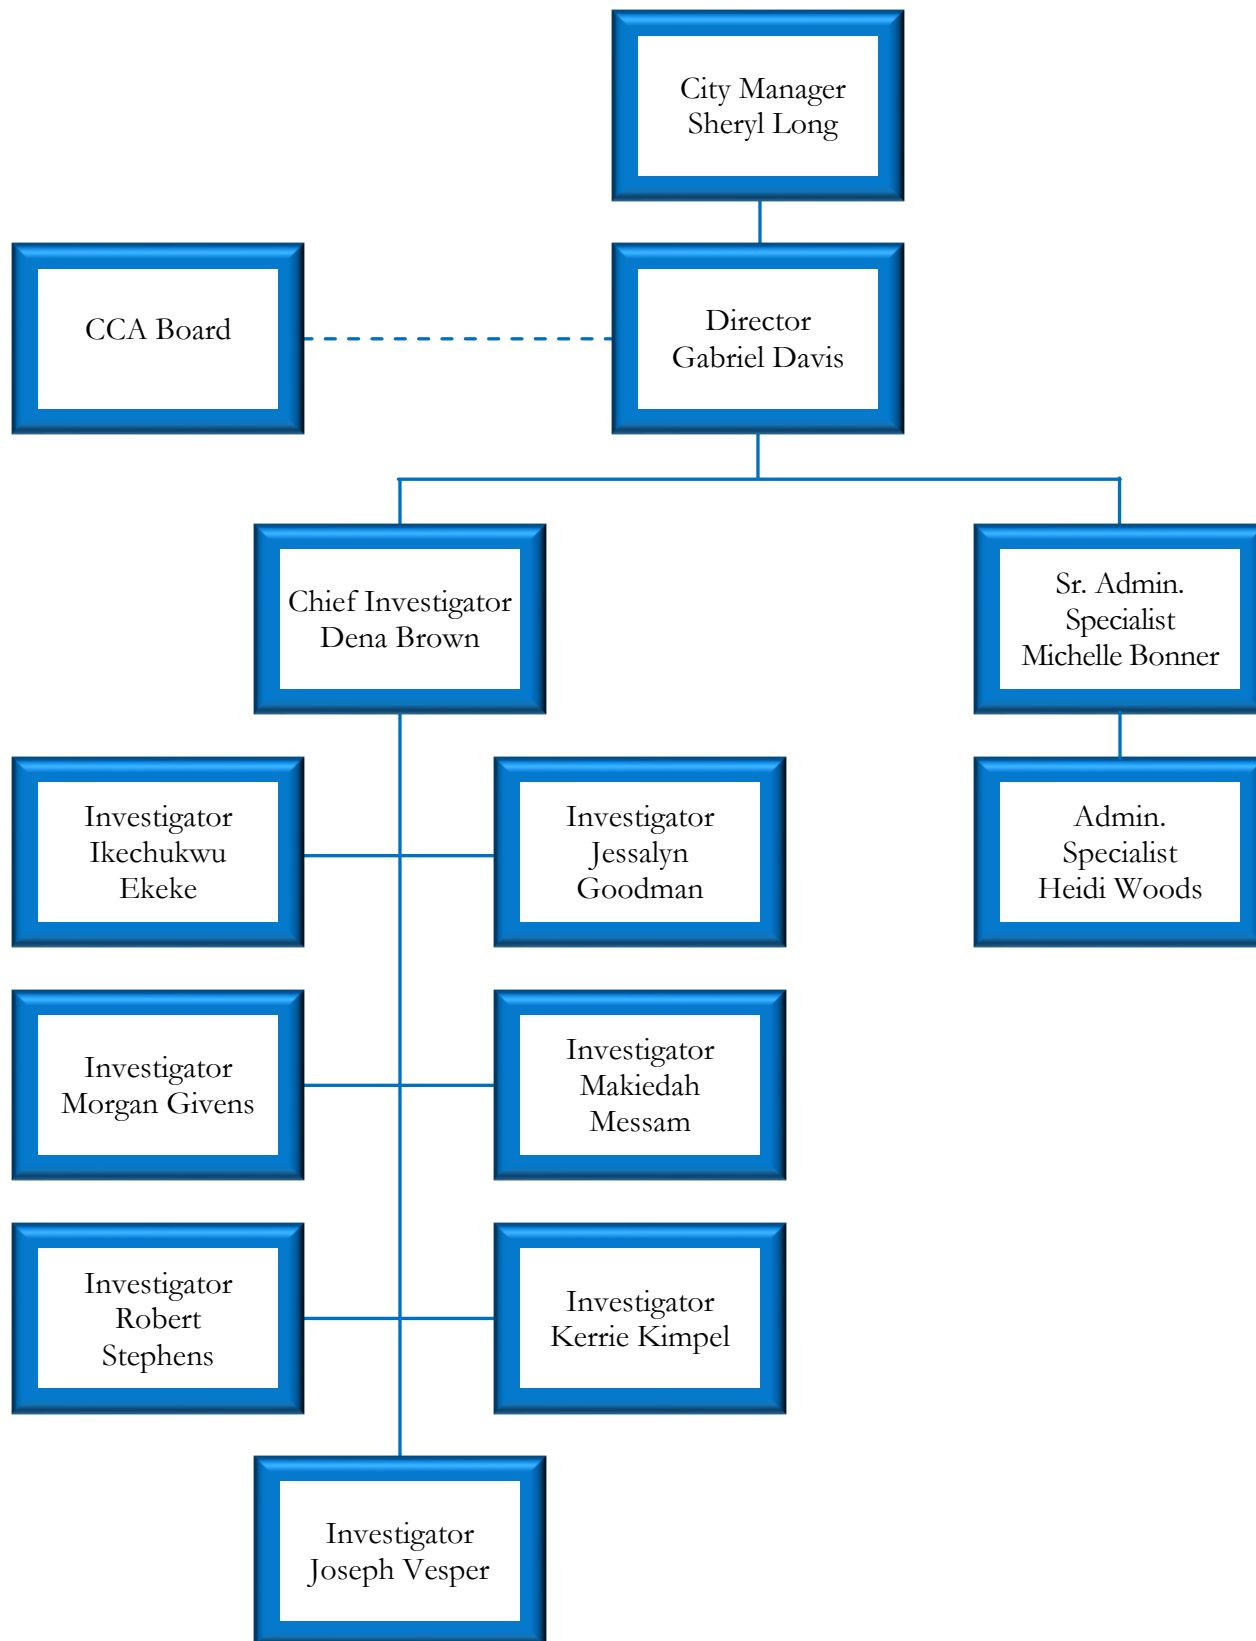 City Manager
Sheryl Long
CCA Board
Director
Gabriel Davis
Chief Investigator
Dena Brown
Sr. Admin.
Specialist
Michelle Bonner
Investigator
Ikechukwu
Ekeke
Investigator
Jessalyn
Goodman
Admin.
Specialist
Heidi Woods
Investigator
Morgan Givens
Investigator
Makiedah
Messam
Investigator
Robert
Stephens
Investigator
Kerrie Kimpel
Investigator
Joseph Vesper